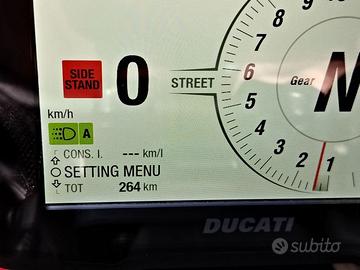 SIDE
STAND
0
STREET
km/h
A
CONS. I. --- km/l
SETTING MENU
TOT 264 km
8
7
6
5
4
3
2
1
Gear
N
DUCATI
subito